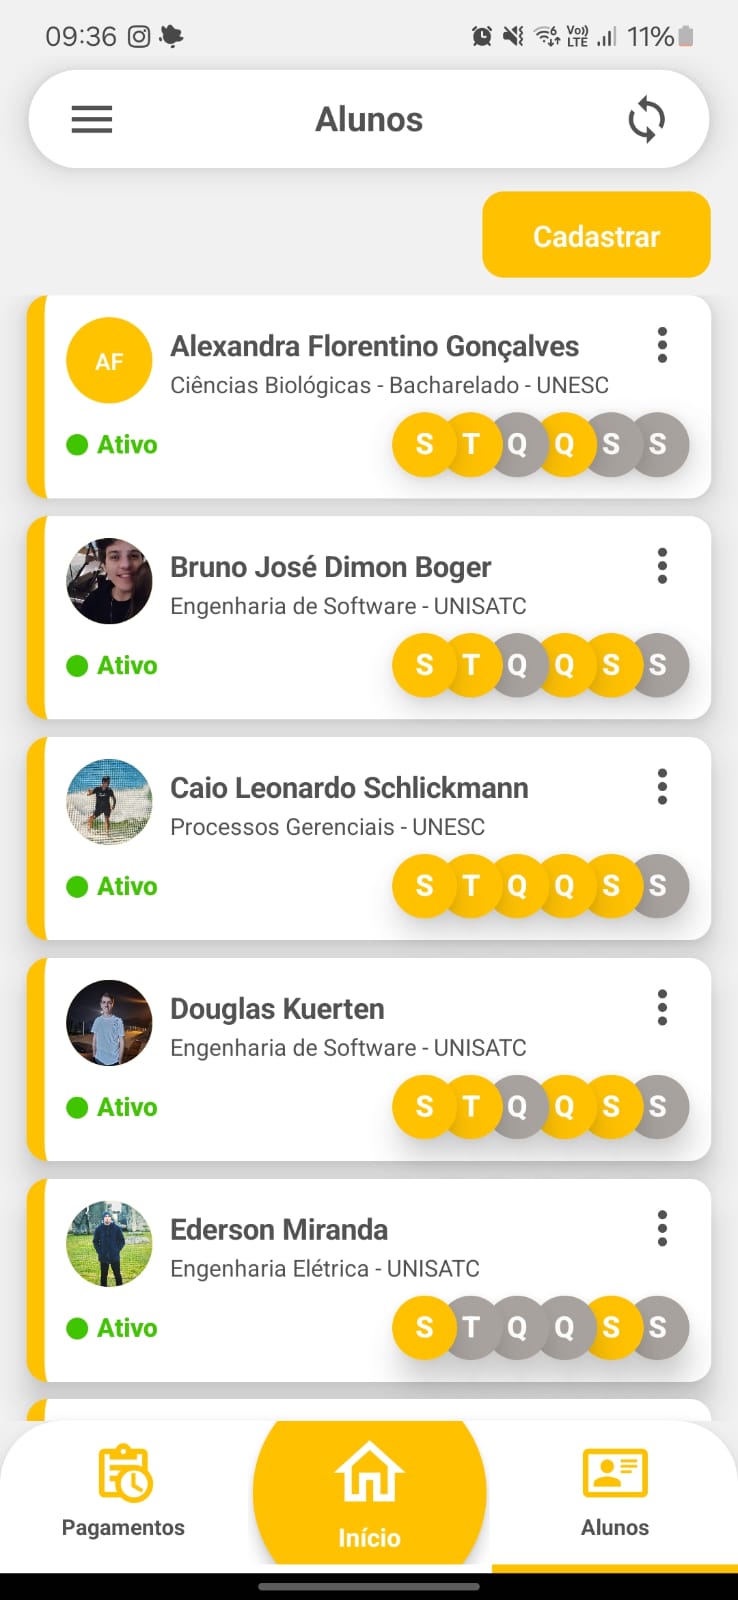 09:36
Vo))
LTE
11%
Alunos
Cadastrar
AF
Alexandra Florentino Gonçalves
Ciências Biológicas - Bacharelado - UNESC
Ativo
S T Q Q S S
Bruno José Dimon Boger
Engenharia de Software - UNISATC
Ativo
S T Q Q S S
Caio Leonardo Schlickmann
Processos Gerenciais - UNESC
Ativo
S T Q Q S S
Douglas Kuerten
Engenharia de Software - UNISATC
Ativo
S T Q Q S S
Ederson Miranda
Engenharia Elétrica - UNISATC
Ativo
S T Q Q S S
Pagamentos
Início
Alunos